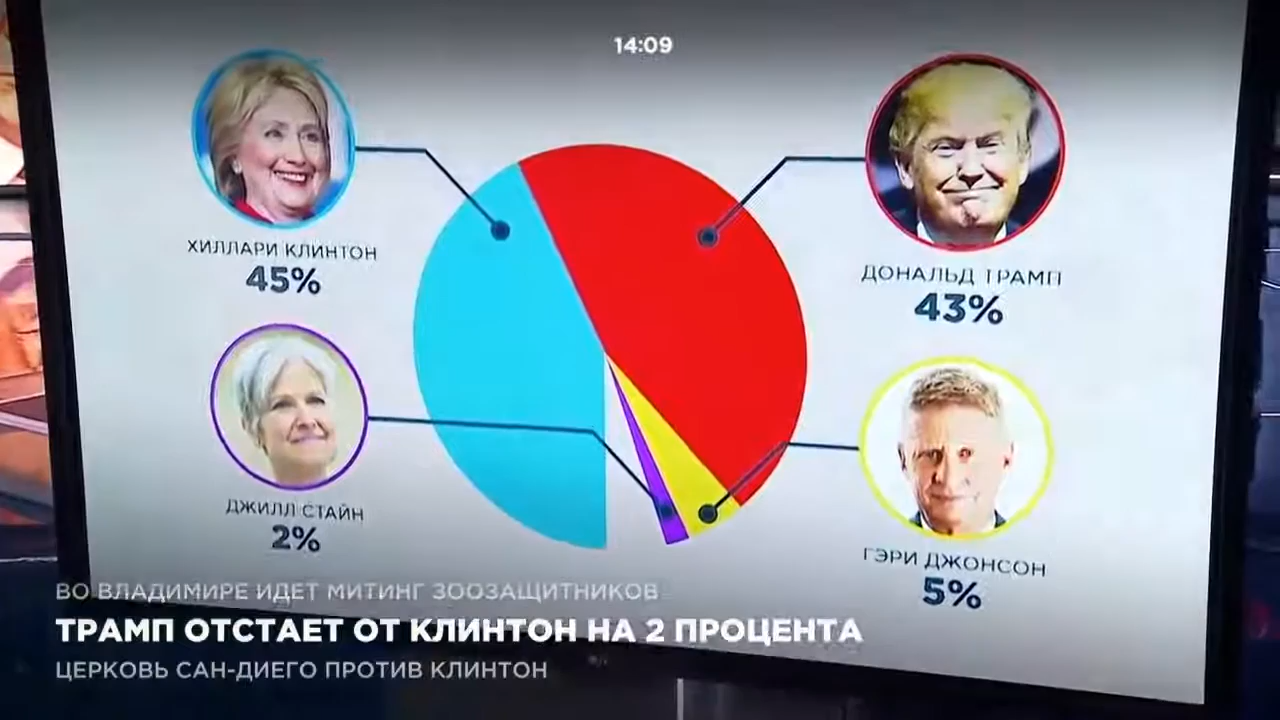 14:09
ХИЛЛАРИ КЛИНТОН
45%
ДОНАЛЬД ТРАМП
43%
ДЖИЛЛ СТАЙН
2%
ГЭРИ ДЖОНСОН
5%
ВО ВЛАДИМИРЕ ИДЕТ МИТИНГ ЗООЗАЩИТНИКОВ
ТРАМП ОТСТАЕТ ОТ КЛИНТОН НА 2 ПРОЦЕНТА
ЦЕРКОВЬ САН-ДИЕГО ПРОТИВ КЛИНТОН